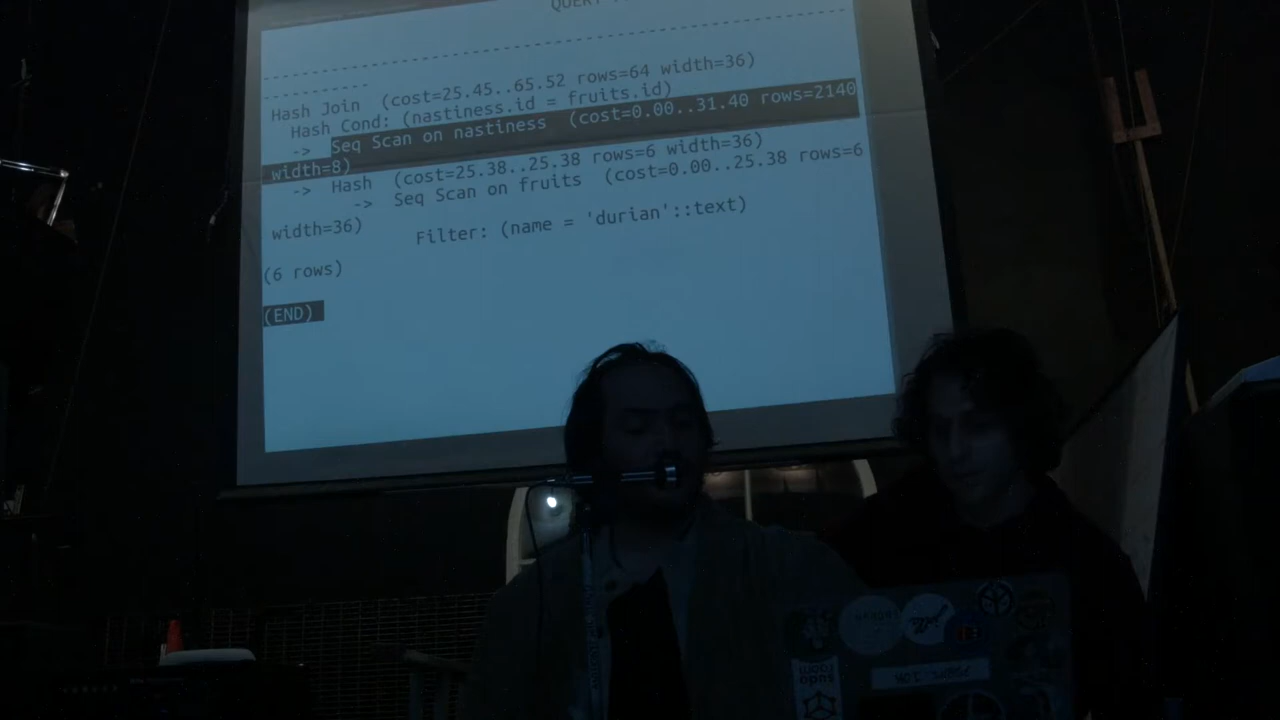 QUERY
--------------------------------------------------
------------
Hash Join  (cost=25.45..65.52 rows=64 width=36)
Hash Cond: (nastiness.id = fruits.id)
->  Seq Scan on nastiness  (cost=0.00..31.40 rows=2140
width=8)
->  Hash  (cost=25.38..25.38 rows=6 width=36)
->  Seq Scan on fruits  (cost=0.00..25.38 rows=6
width=36)
Filter: (name = 'durian'::text)
(6 rows)
(END)